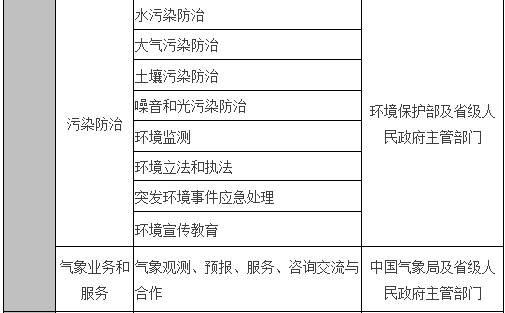 水污染防治
大气污染防治
土壤污染防治
噪音和光污染防治
污染防治
环境监测
环境保护部及省级人
民政府主管部门
环境立法和执法
突发环境事件应急处理
环境宣传教育
气象业务和
服务
气象观测、预报、服务、咨询交流与
合作
中国气象局及省级人
民政府主管部门